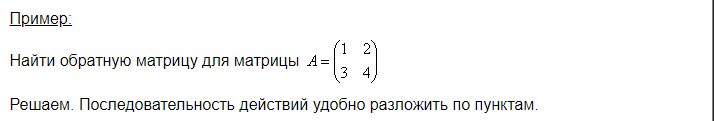 Пример:
Найти обратную матрицу для матрицы A = (1 2
3 4)
Решаем. Последовательность действий удобно разложить по пунктам.